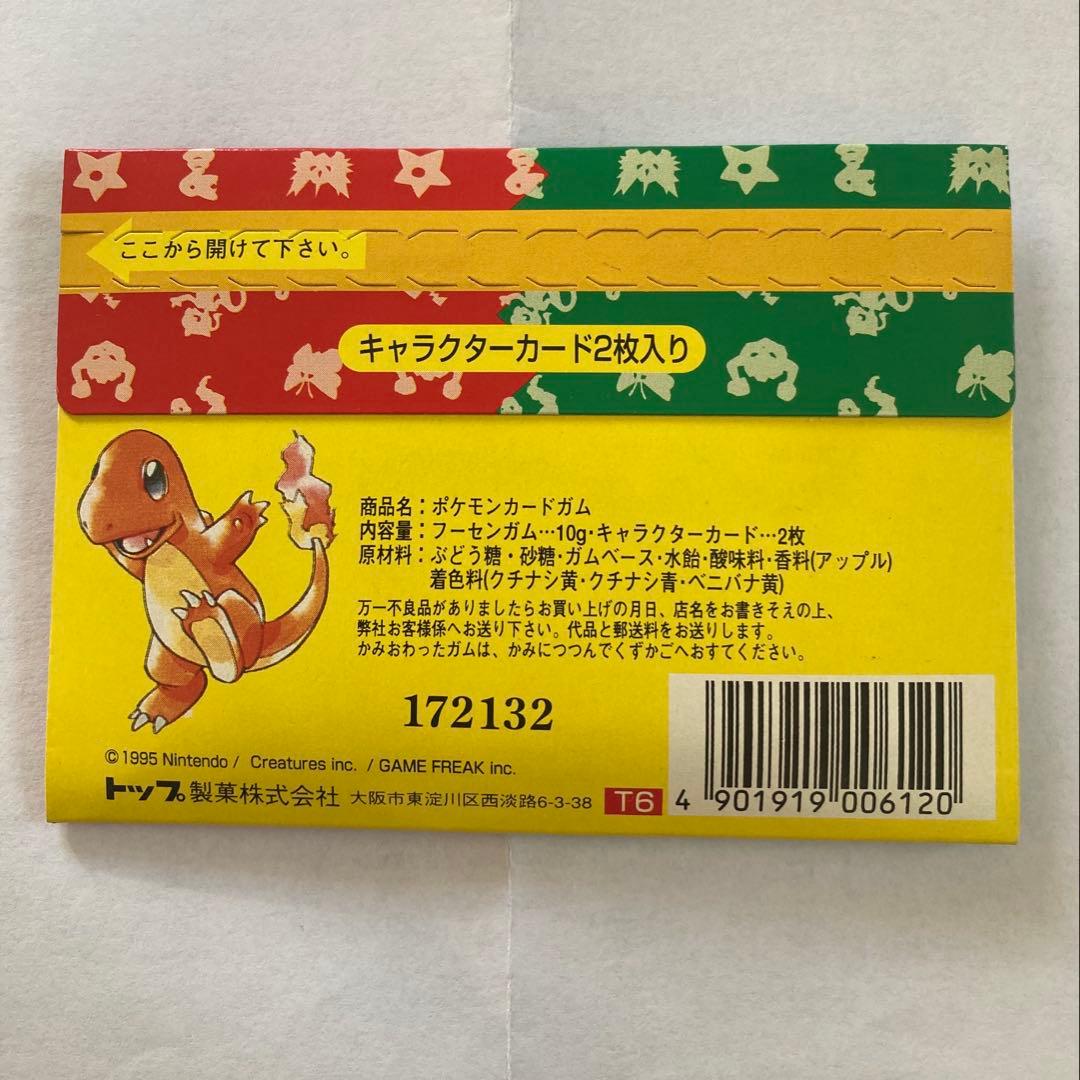 ここから開けて下さい。
キャラクターカード2枚入り
商品名：ポケモンカードガム
内容量：フーセンガム…10g・キャラクターカード…2枚
原材料：ぶどう糖・砂糖・ガムベース・水飴・酸味料・香料(アップル)
着色料(クチナシ黄・クチナシ青・ベニバナ黄)
万一不良品がありましたらお買い上げの月日、店名をお書きそえの上、
弊社お客様係へお送り下さい。代品と郵送料をお送りします。
かみおわったガムは、かみにつつんでくずかごへおすてください。
172132
©1995 Nintendo / Creatures inc. / GAME FREAK inc.
トップ製菓株式会社 大阪市東淀川区西淡路6-3-38 T6
4 901919 006120